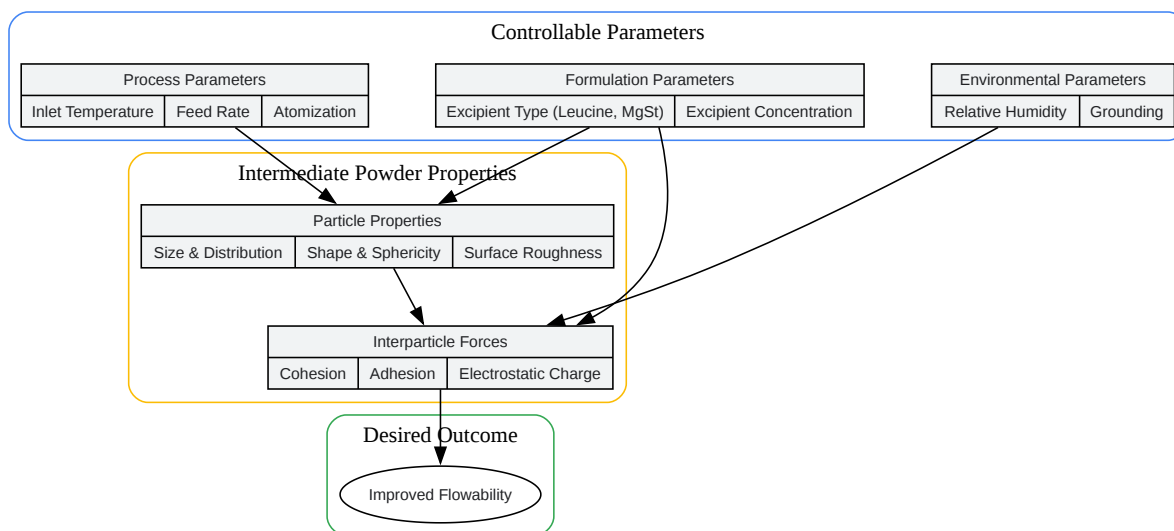 Controllable Parameters
Process Parameters
Inlet Temperature
Feed Rate
Atomization
Formulation Parameters
Excipient Type (Leucine, MgSt)
Excipient Concentration
Environmental Parameters
Relative Humidity
Grounding
Intermediate Powder Properties
Particle Properties
Size & Distribution
Shape & Sphericity
Surface Roughness
Interparticle Forces
Cohesion
Adhesion
Electrostatic Charge
Desired Outcome
Improved Flowability